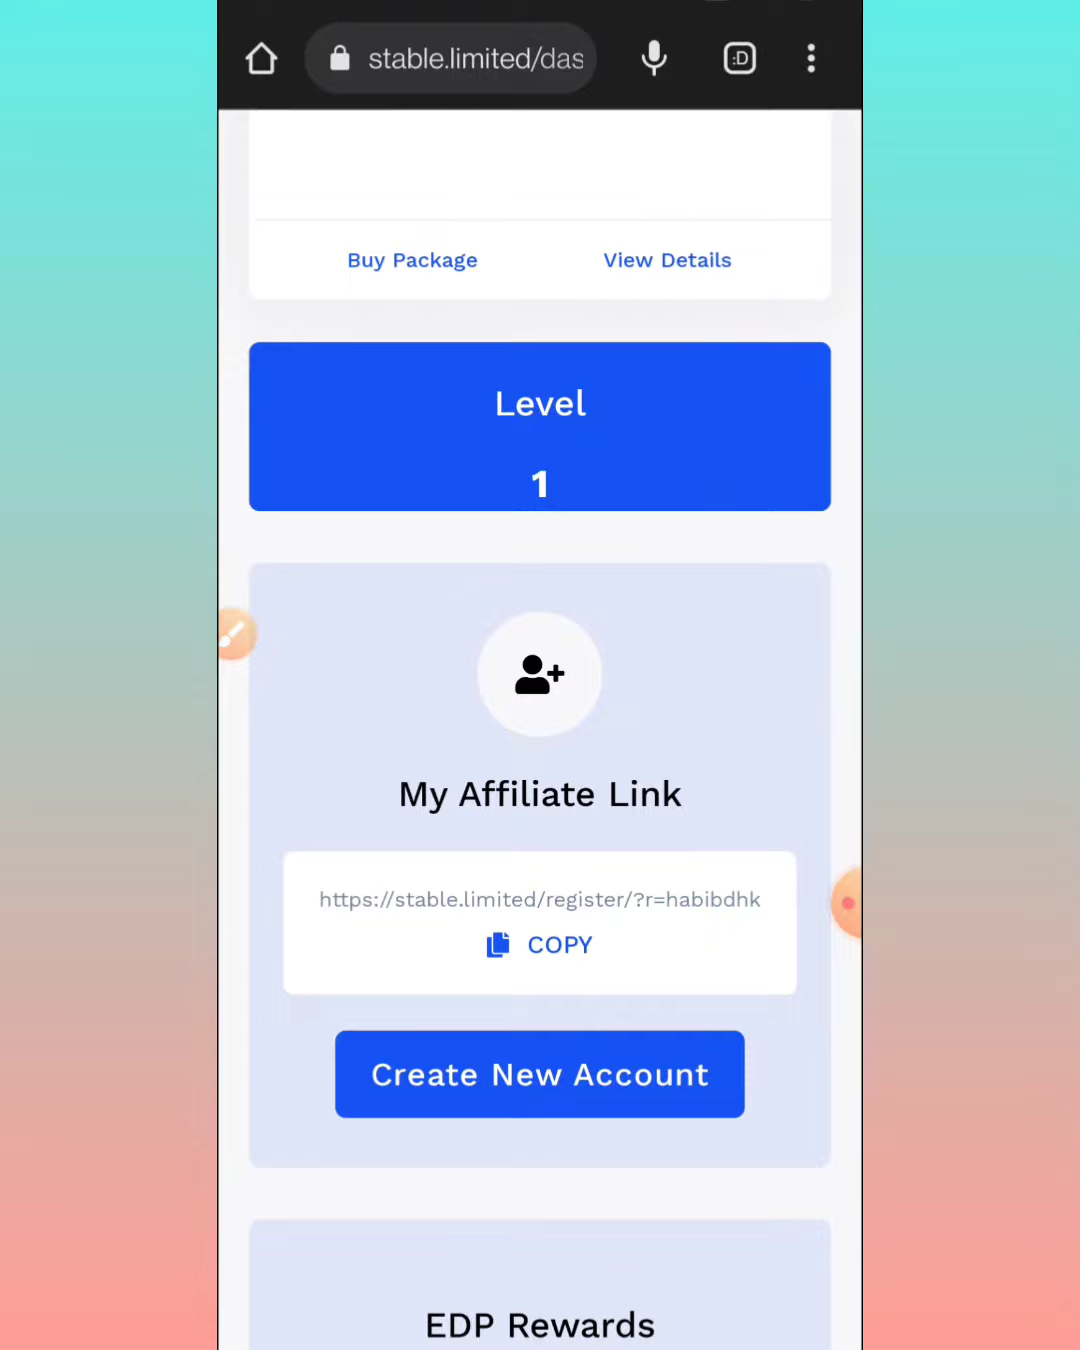 stable.limited/das
:D
Buy Package
View Details
Level
1
My Affiliate Link
https://stable.limited/register/?r=habibdhk
COPY
Create New Account
EDP Rewards